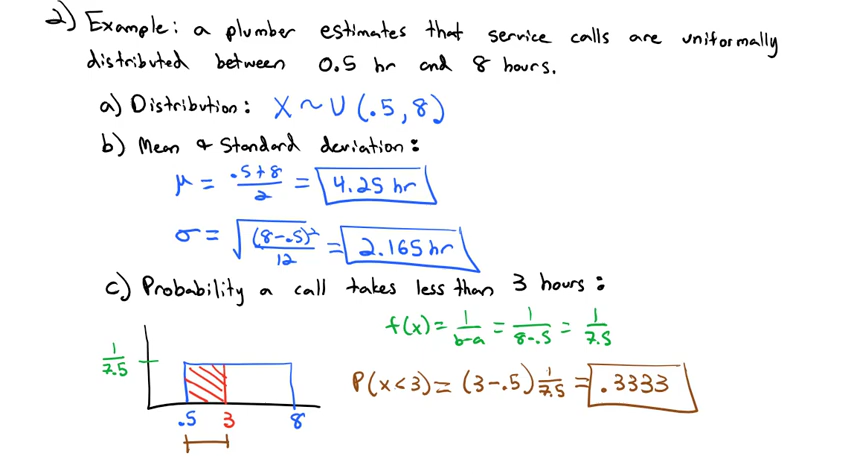 2) Example: a plumber estimates that service calls are uniformally
distributed between 0.5 hr and 8 hours.
a) Distribution: X ~ U (.5, 8)
b) Mean & Standard deviation:
μ = .5+8/2 = 4.25 hr
σ = √((8-.5)²/12) = 2.165 hr
c) Probability a call takes less than 3 hours:
f(x) = 1/b-a = 1/8-.5 = 1/7.5
1/7.5
P(x<3) = (3-.5) 1/7.5 = .3333
.5 3 8